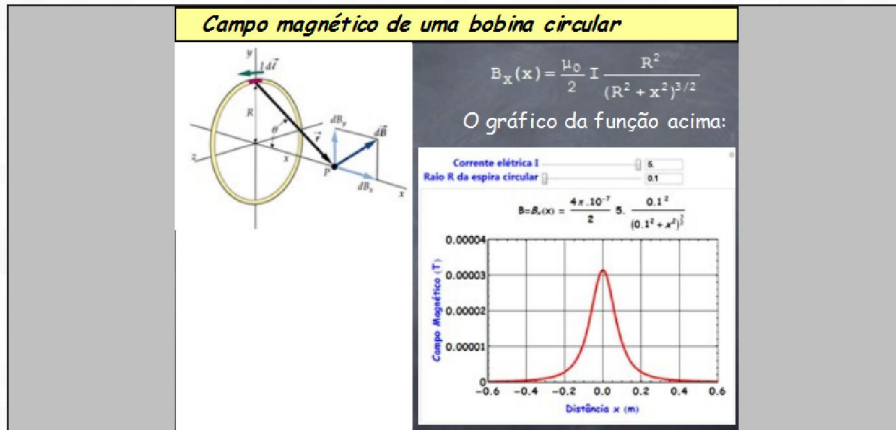 Campo magnético de uma bobina circular
y
I dl⃗
R
θ
r⃗
z
x
dB_y
dB⃗
P
dB_x
x
B_x(x) = μ₀/2 I R²/(R² + x²)^{3/2}
O gráfico da função acima:
Corrente elétrica I 5.
Raio R da espira circular 0.1
B=B_x(x) = 4π.10⁻⁷/2 5. 0.1²/(0.1² + x²)^{3/2}
Campo Magnético (T)
0.00004
0.00003
0.00002
0.00001
0
-0.6 -0.4 -0.2 0.0 0.2 0.4 0.6
Distância x (m)